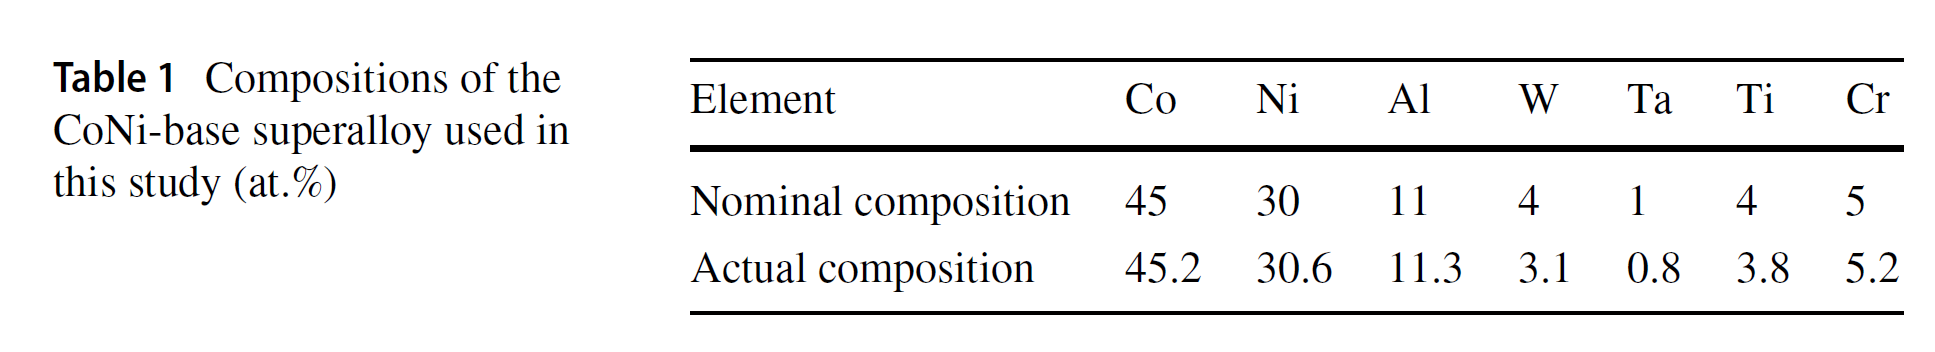 Table 1 Compositions of the
CoNi-base superalloy used in
this study (at.%)
Element Co Ni Al W Ta Ti Cr
Nominal composition 45 30 11 4 1 4 5
Actual composition 45.2 30.6 11.3 3.1 0.8 3.8 5.2